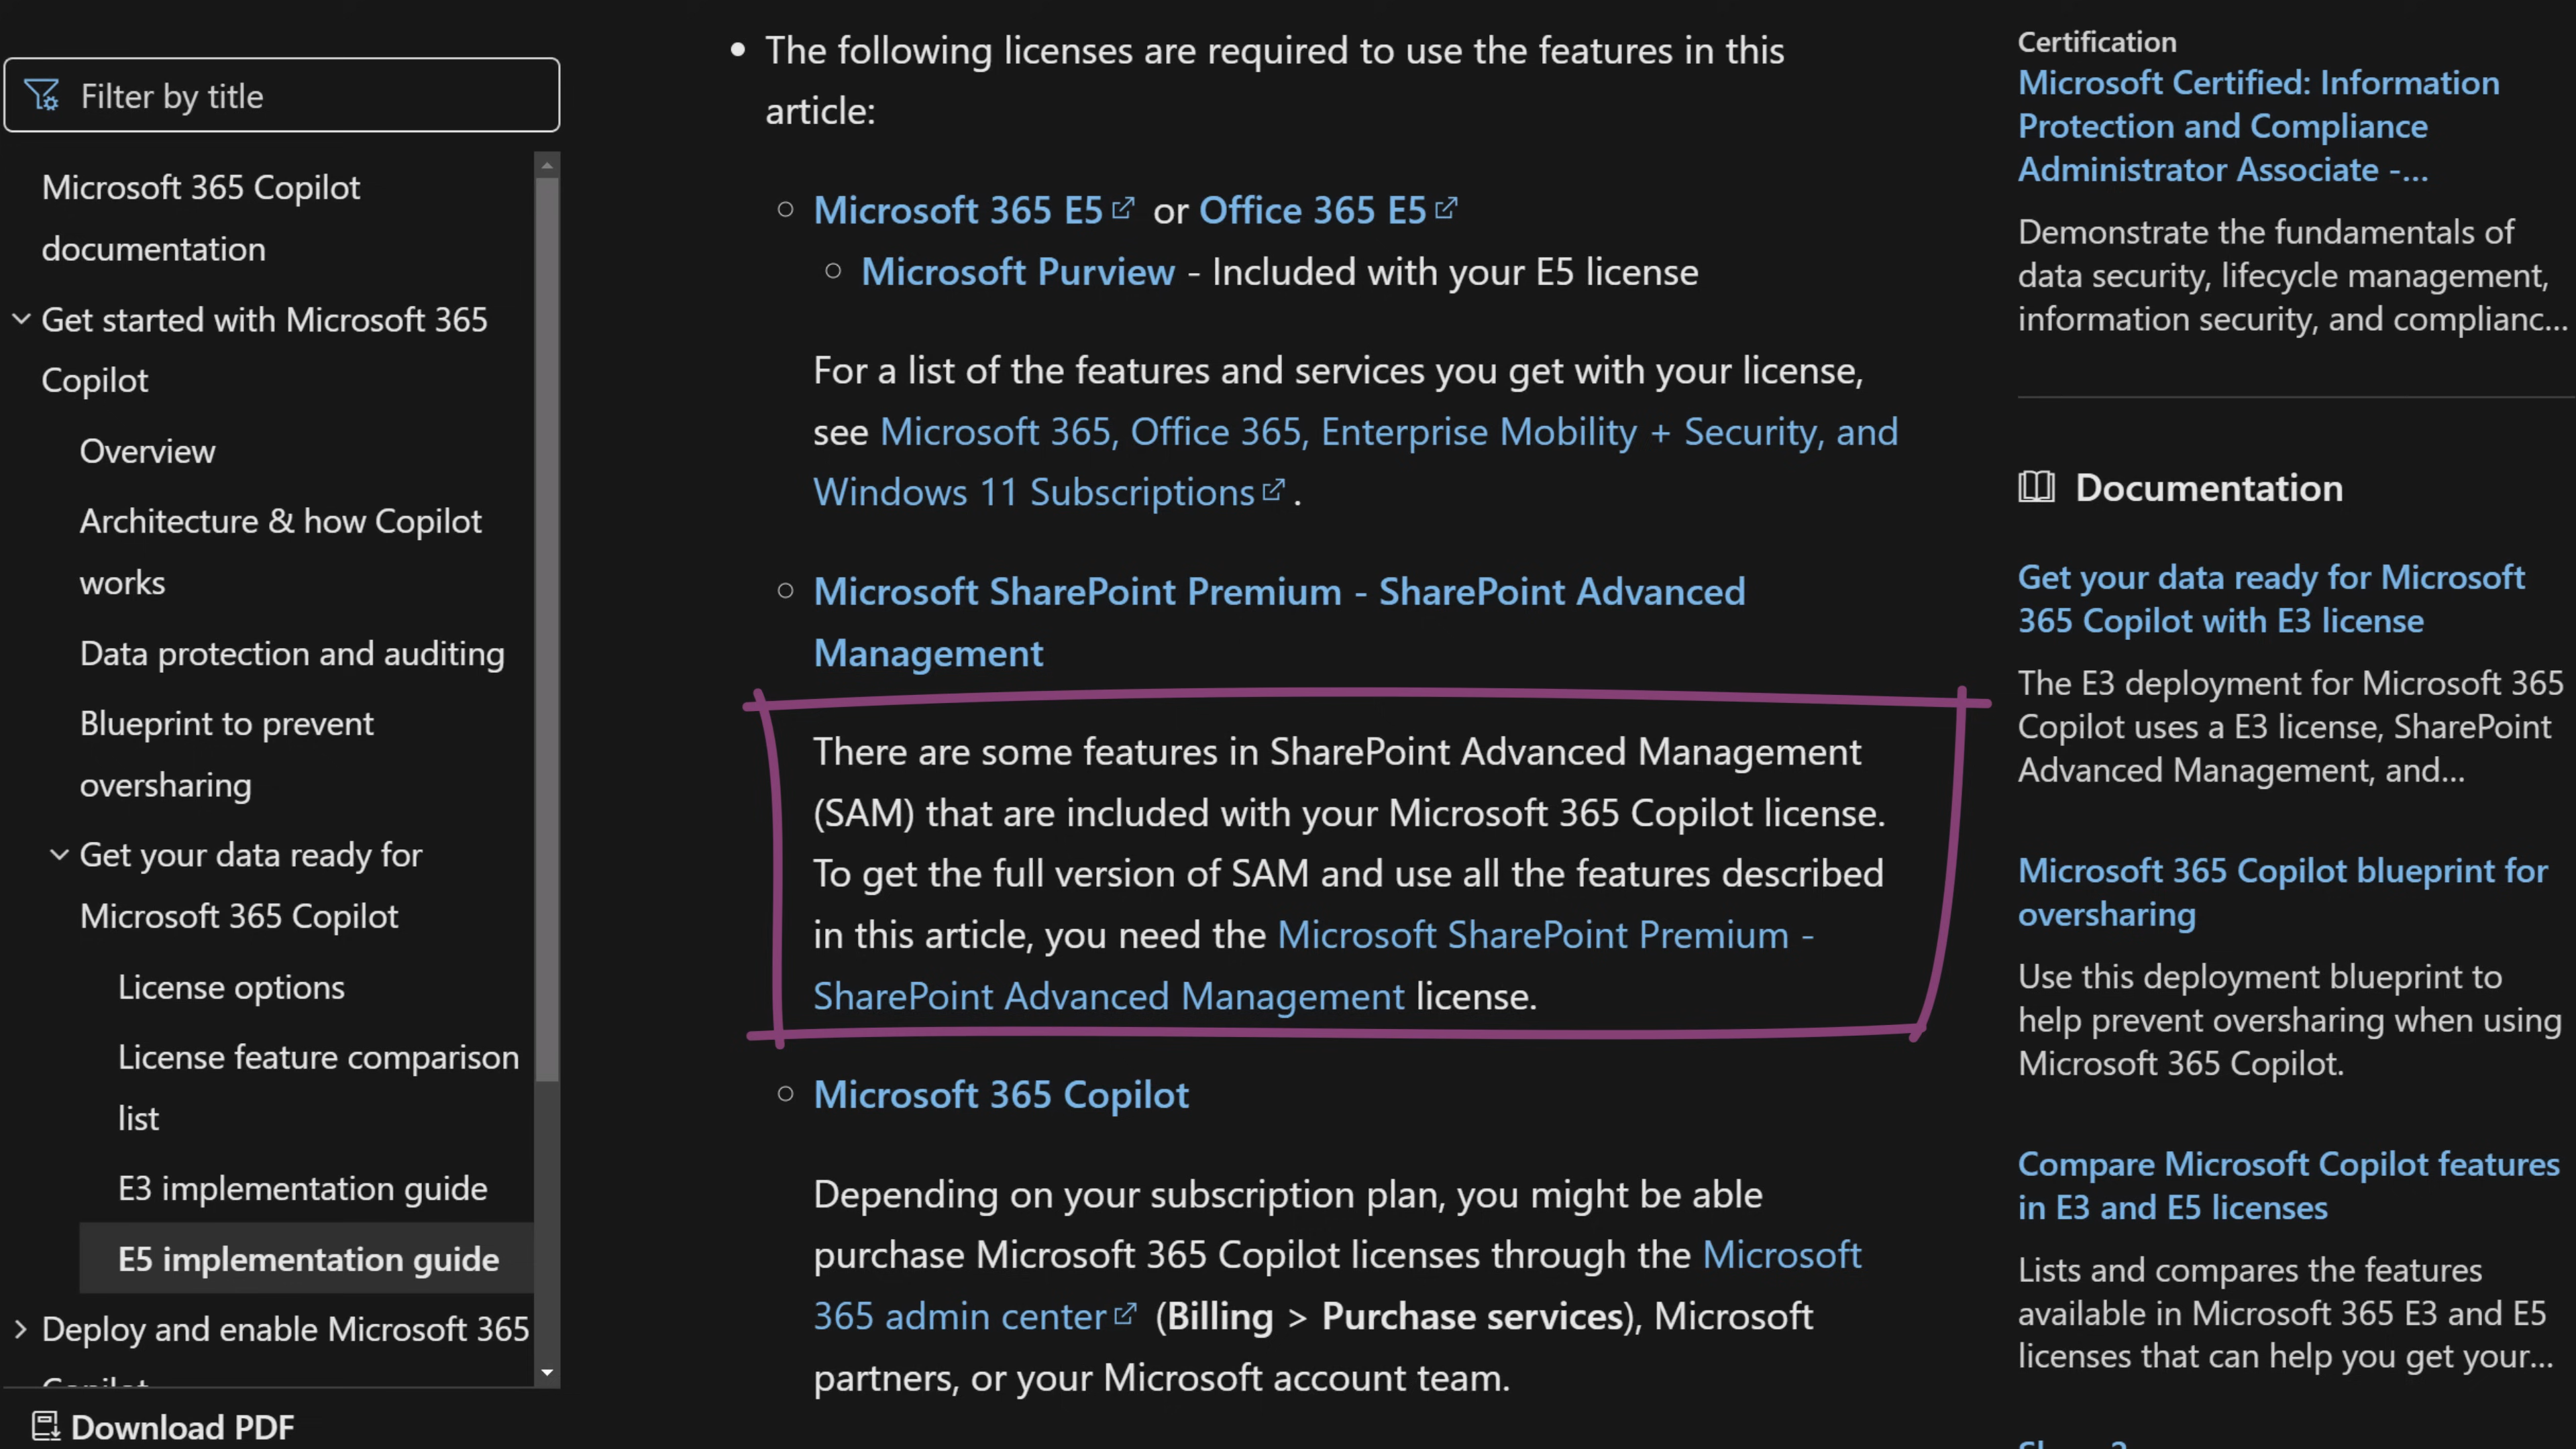 Filter by title
Microsoft 365 Copilot
documentation
Get started with Microsoft 365
Copilot
Overview
Architecture & how Copilot
works
Data protection and auditing
Blueprint to prevent
oversharing
Get your data ready for
Microsoft 365 Copilot
License options
License feature comparison
list
E3 implementation guide
E5 implementation guide
Deploy and enable Microsoft 365
Download PDF
• The following licenses are required to use the features in this
article:
Microsoft 365 E5 or Office 365 E5
Microsoft Purview - Included with your E5 license
For a list of the features and services you get with your license,
see Microsoft 365, Office 365, Enterprise Mobility + Security, and
Windows 11 Subscriptions .
Microsoft SharePoint Premium - SharePoint Advanced
Management
There are some features in SharePoint Advanced Management
(SAM) that are included with your Microsoft 365 Copilot license.
To get the full version of SAM and use all the features described
in this article, you need the Microsoft SharePoint Premium -
SharePoint Advanced Management license.
Microsoft 365 Copilot
Depending on your subscription plan, you might be able
purchase Microsoft 365 Copilot licenses through the Microsoft
365 admin center (Billing > Purchase services), Microsoft
partners, or your Microsoft account team.
Certification
Microsoft Certified: Information
Protection and Compliance
Administrator Associate -...
Demonstrate the fundamentals of
data security, lifecycle management,
information security, and complianc...
Documentation
Get your data ready for Microsoft
365 Copilot with E3 license
The E3 deployment for Microsoft 365
Copilot uses a E3 license, SharePoint
Advanced Management, and...
Microsoft 365 Copilot blueprint for
oversharing
Use this deployment blueprint to
help prevent oversharing when using
Microsoft 365 Copilot.
Compare Microsoft Copilot features
in E3 and E5 licenses
Lists and compares the features
available in Microsoft 365 E3 and E5
licenses that can help you get your...